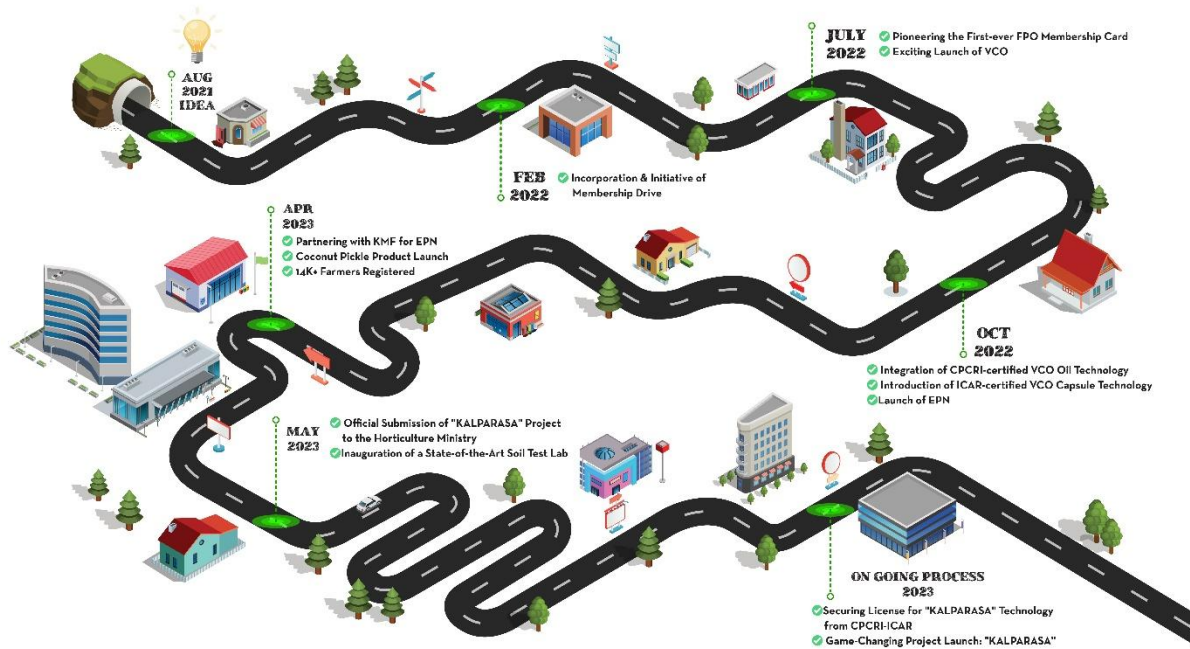 AUG
2021
IDEA
FEB
2022
Incorporation & Initiative of
Membership Drive
JULY
2022
Pioneering the First-ever FPO Membership Card
Exciting Launch of VCO
OCT
2022
Integration of CPCRI-certified VCO Oil Technology
Introduction of ICAR-certified VCO Capsule Technology
Launch of EPN
APR
2023
Partnering with KMF for EPN
Coconut Pickle Product Launch
14K+ Farmers Registered
MAY
2023
Official Submission of "KALPARASA" Project
to the Horticulture Ministry
Inauguration of a State-of-the-Art Soil Test Lab
ON GOING PROCESS
2023
Securing License for "KALPARASA" Technology
from CPCRI-ICAR
Game-Changing Project Launch: "KALPARASA"